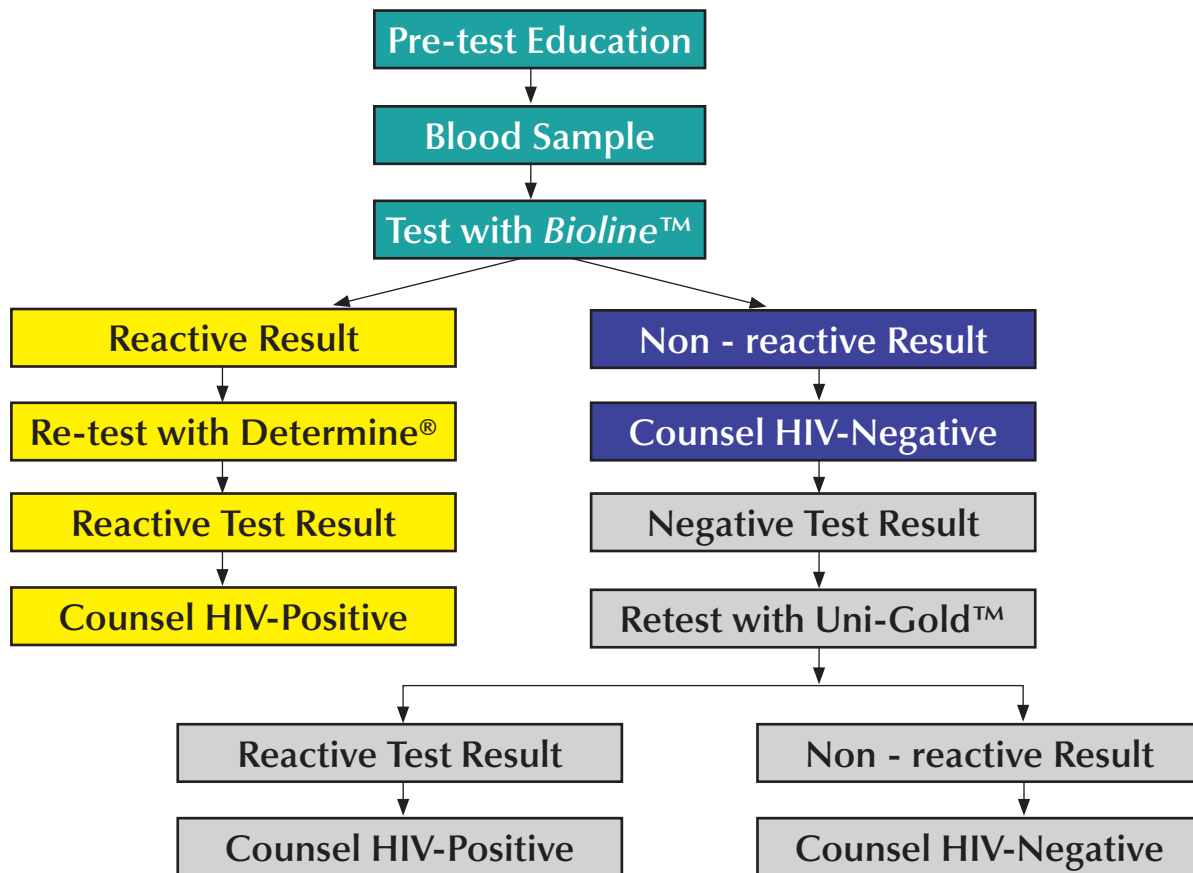 Pre-test Education
Blood Sample
Test with Bioline™
Reactive Result
Non - reactive Result
Re-test with Determine®
Counsel HIV-Negative
Reactive Test Result
Negative Test Result
Counsel HIV-Positive
Retest with Uni-Gold™
Reactive Test Result
Non - reactive Result
Counsel HIV-Positive
Counsel HIV-Negative